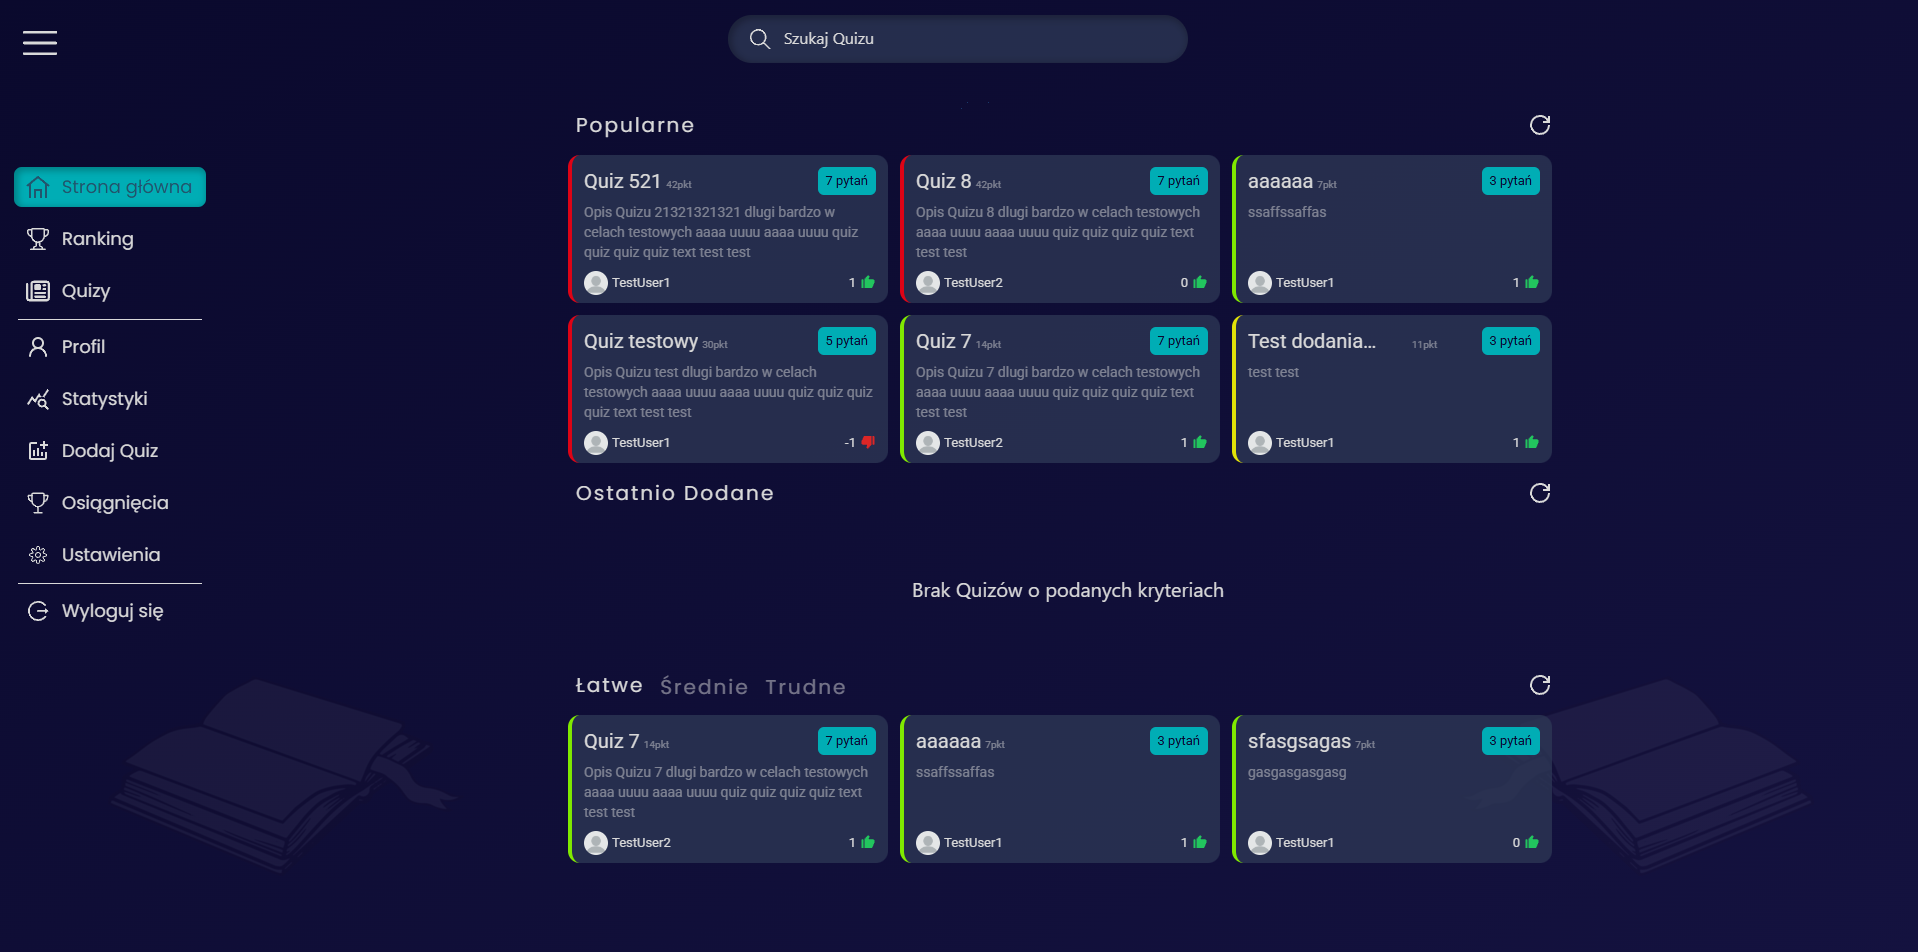 Szukaj Quizu
Strona główna
Ranking
Quizy
Profil
Statystyki
Dodaj Quiz
Osiągnięcia
Ustawienia
Wyloguj się
Popularne
Quiz 521 42pkt 7 pytań
Opis Quizu 21321321321 dlugi bardzo w
celach testowych aaaa uuuu aaaa uuuu quiz
quiz quiz quiz text test test
TestUser1 1
Quiz 8 42pkt 7 pytań
Opis Quizu 8 dlugi bardzo w celach testowych
aaaa uuuu aaaa uuuu quiz quiz quiz quiz text
test test
TestUser2 0
aaaaaa 7pkt 3 pytań
ssaffssaffas
TestUser1 1
Quiz testowy 30pkt 5 pytań
Opis Quizu test dlugi bardzo w celach
testowych aaaa uuuu aaaa uuuu quiz quiz quiz
quiz text test test
TestUser1 -1
Quiz 7 14pkt 7 pytań
Opis Quizu 7 dlugi bardzo w celach testowych
aaaa uuuu aaaa uuuu quiz quiz quiz quiz text
test test
TestUser2 1
Test dodania... 11pkt 3 pytań
test test
TestUser1 1
Ostatnio Dodane
Brak Quizów o podanych kryteriach
Łatwe Średnie Trudne
Quiz 7 14pkt 7 pytań
Opis Quizu 7 dlugi bardzo w celach testowych
aaaa uuuu aaaa uuuu quiz quiz quiz quiz text
test test
TestUser2 1
aaaaaa 7pkt 3 pytań
ssaffssaffas
TestUser1 1
sfasgsagas 7pkt 3 pytań
gasgasgasgasg
TestUser1 0